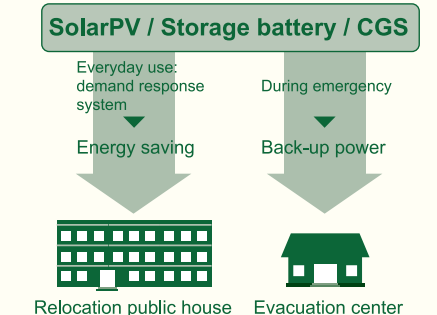 SolarPV / Storage battery / CGS
Everyday use:
demand response
system
Energy saving
During emergency
Back-up power
Relocation public house
Evacuation center